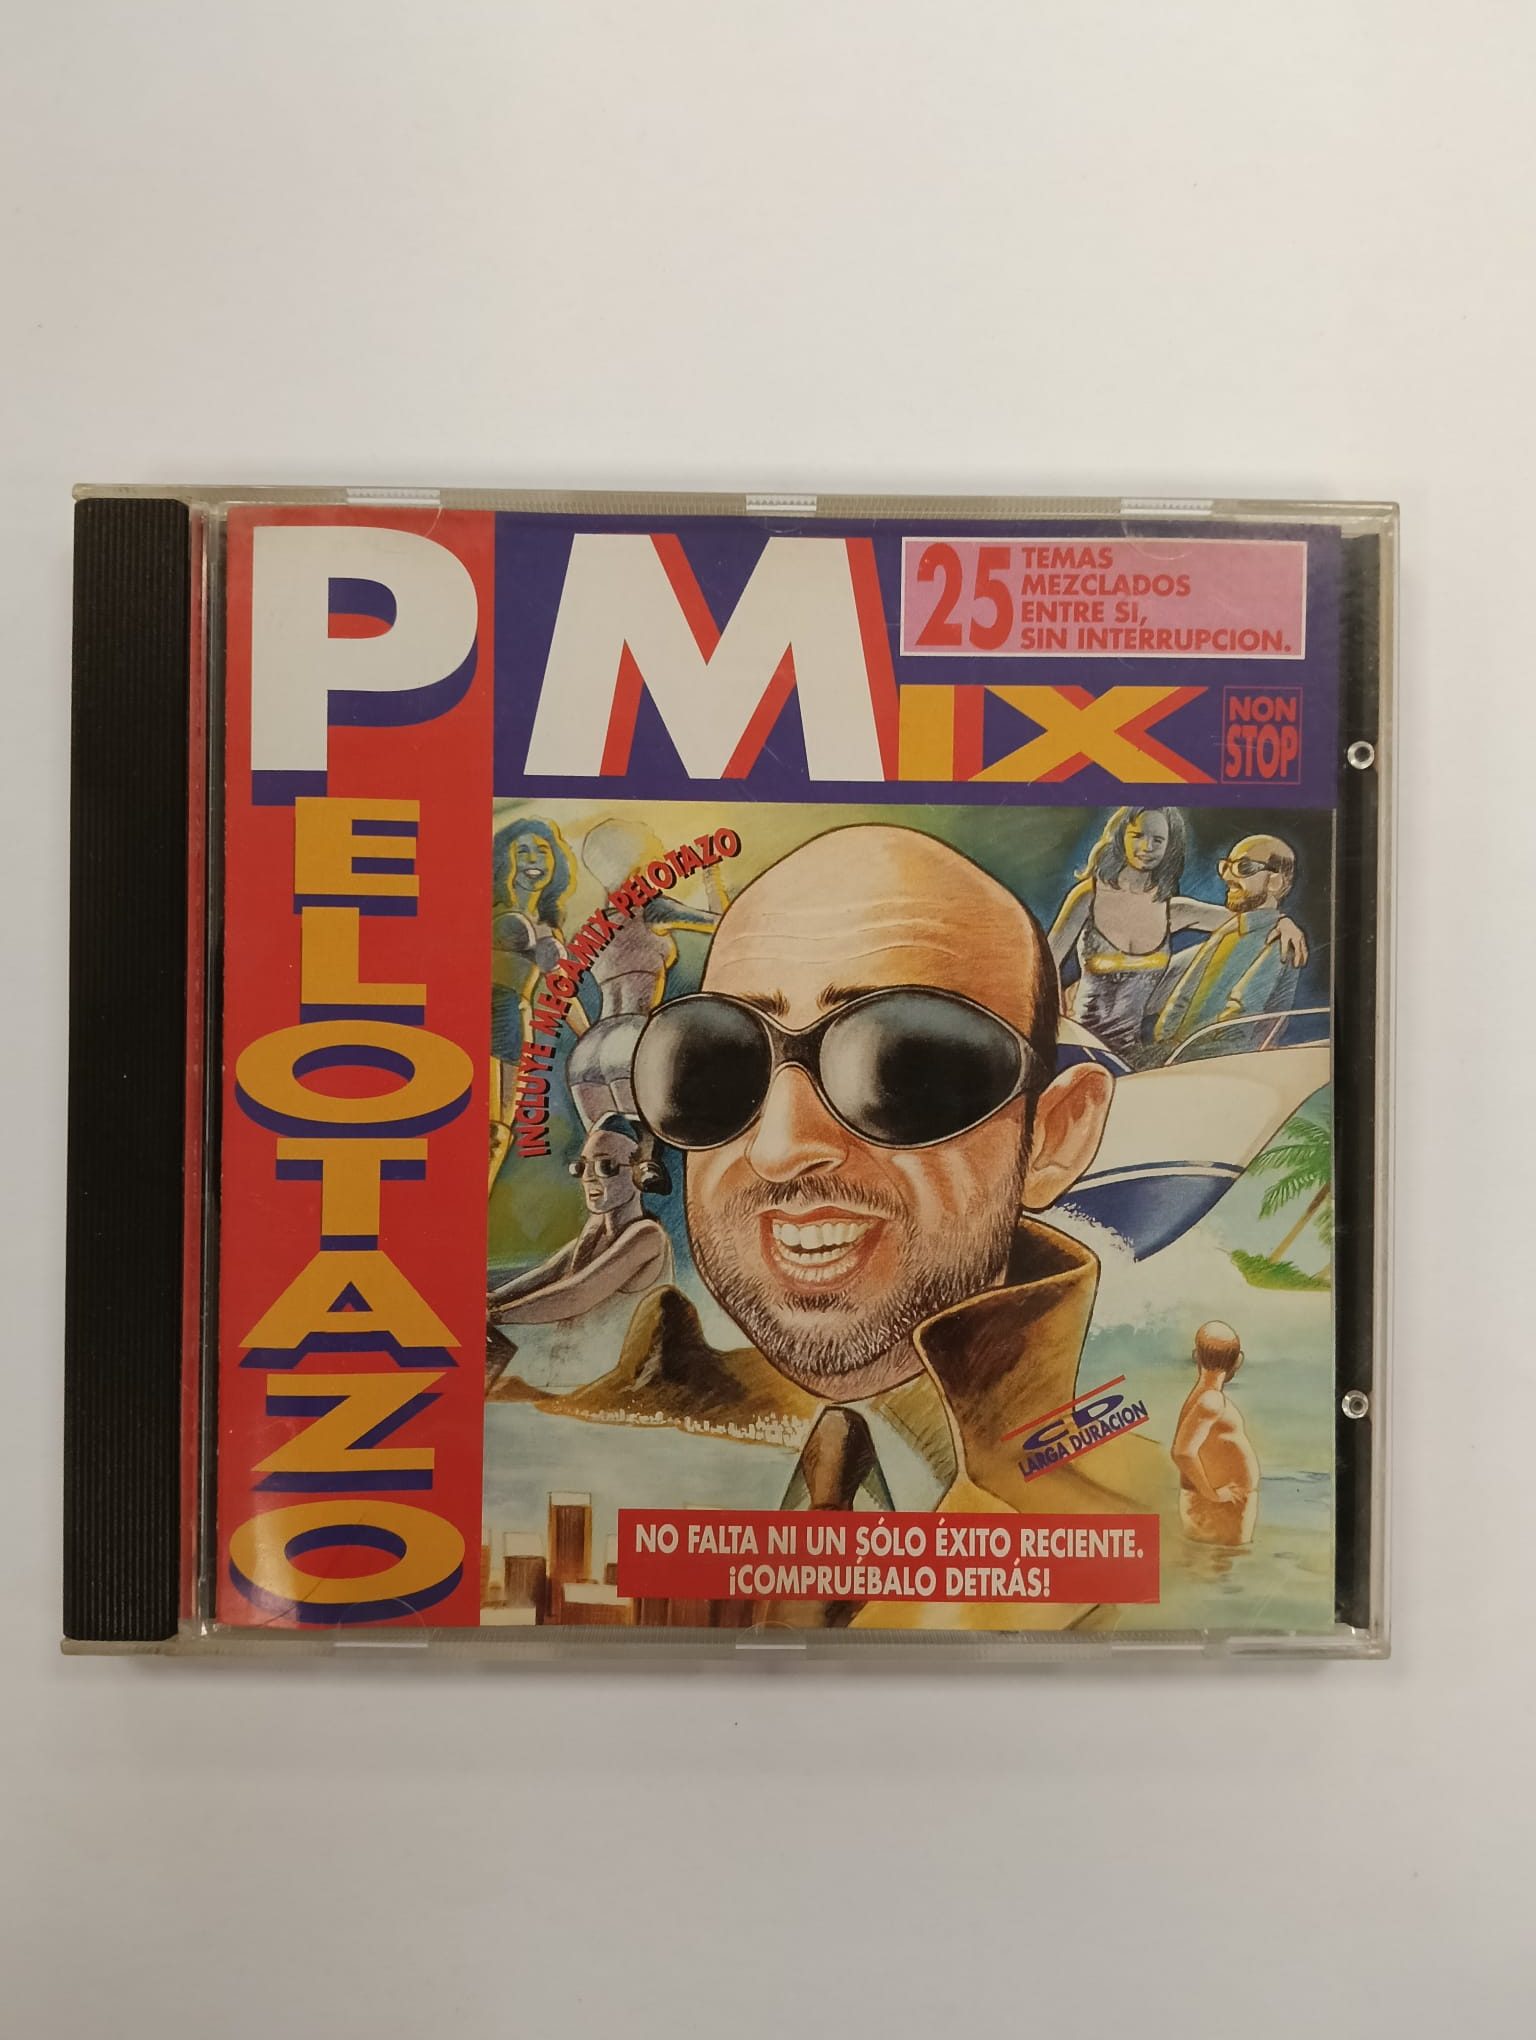 PELOTAZO
MIX
25 TEMAS
MEZCLADOS
ENTRE SI,
SIN INTERRUPCION.
NON
STOP
INCLUYE MEGAMIX PELOTAZO
CD
LARGA DURACION
NO FALTA NI UN SÓLO ÉXITO RECIENTE.
¡COMPRUÉBALO DETRÁS!